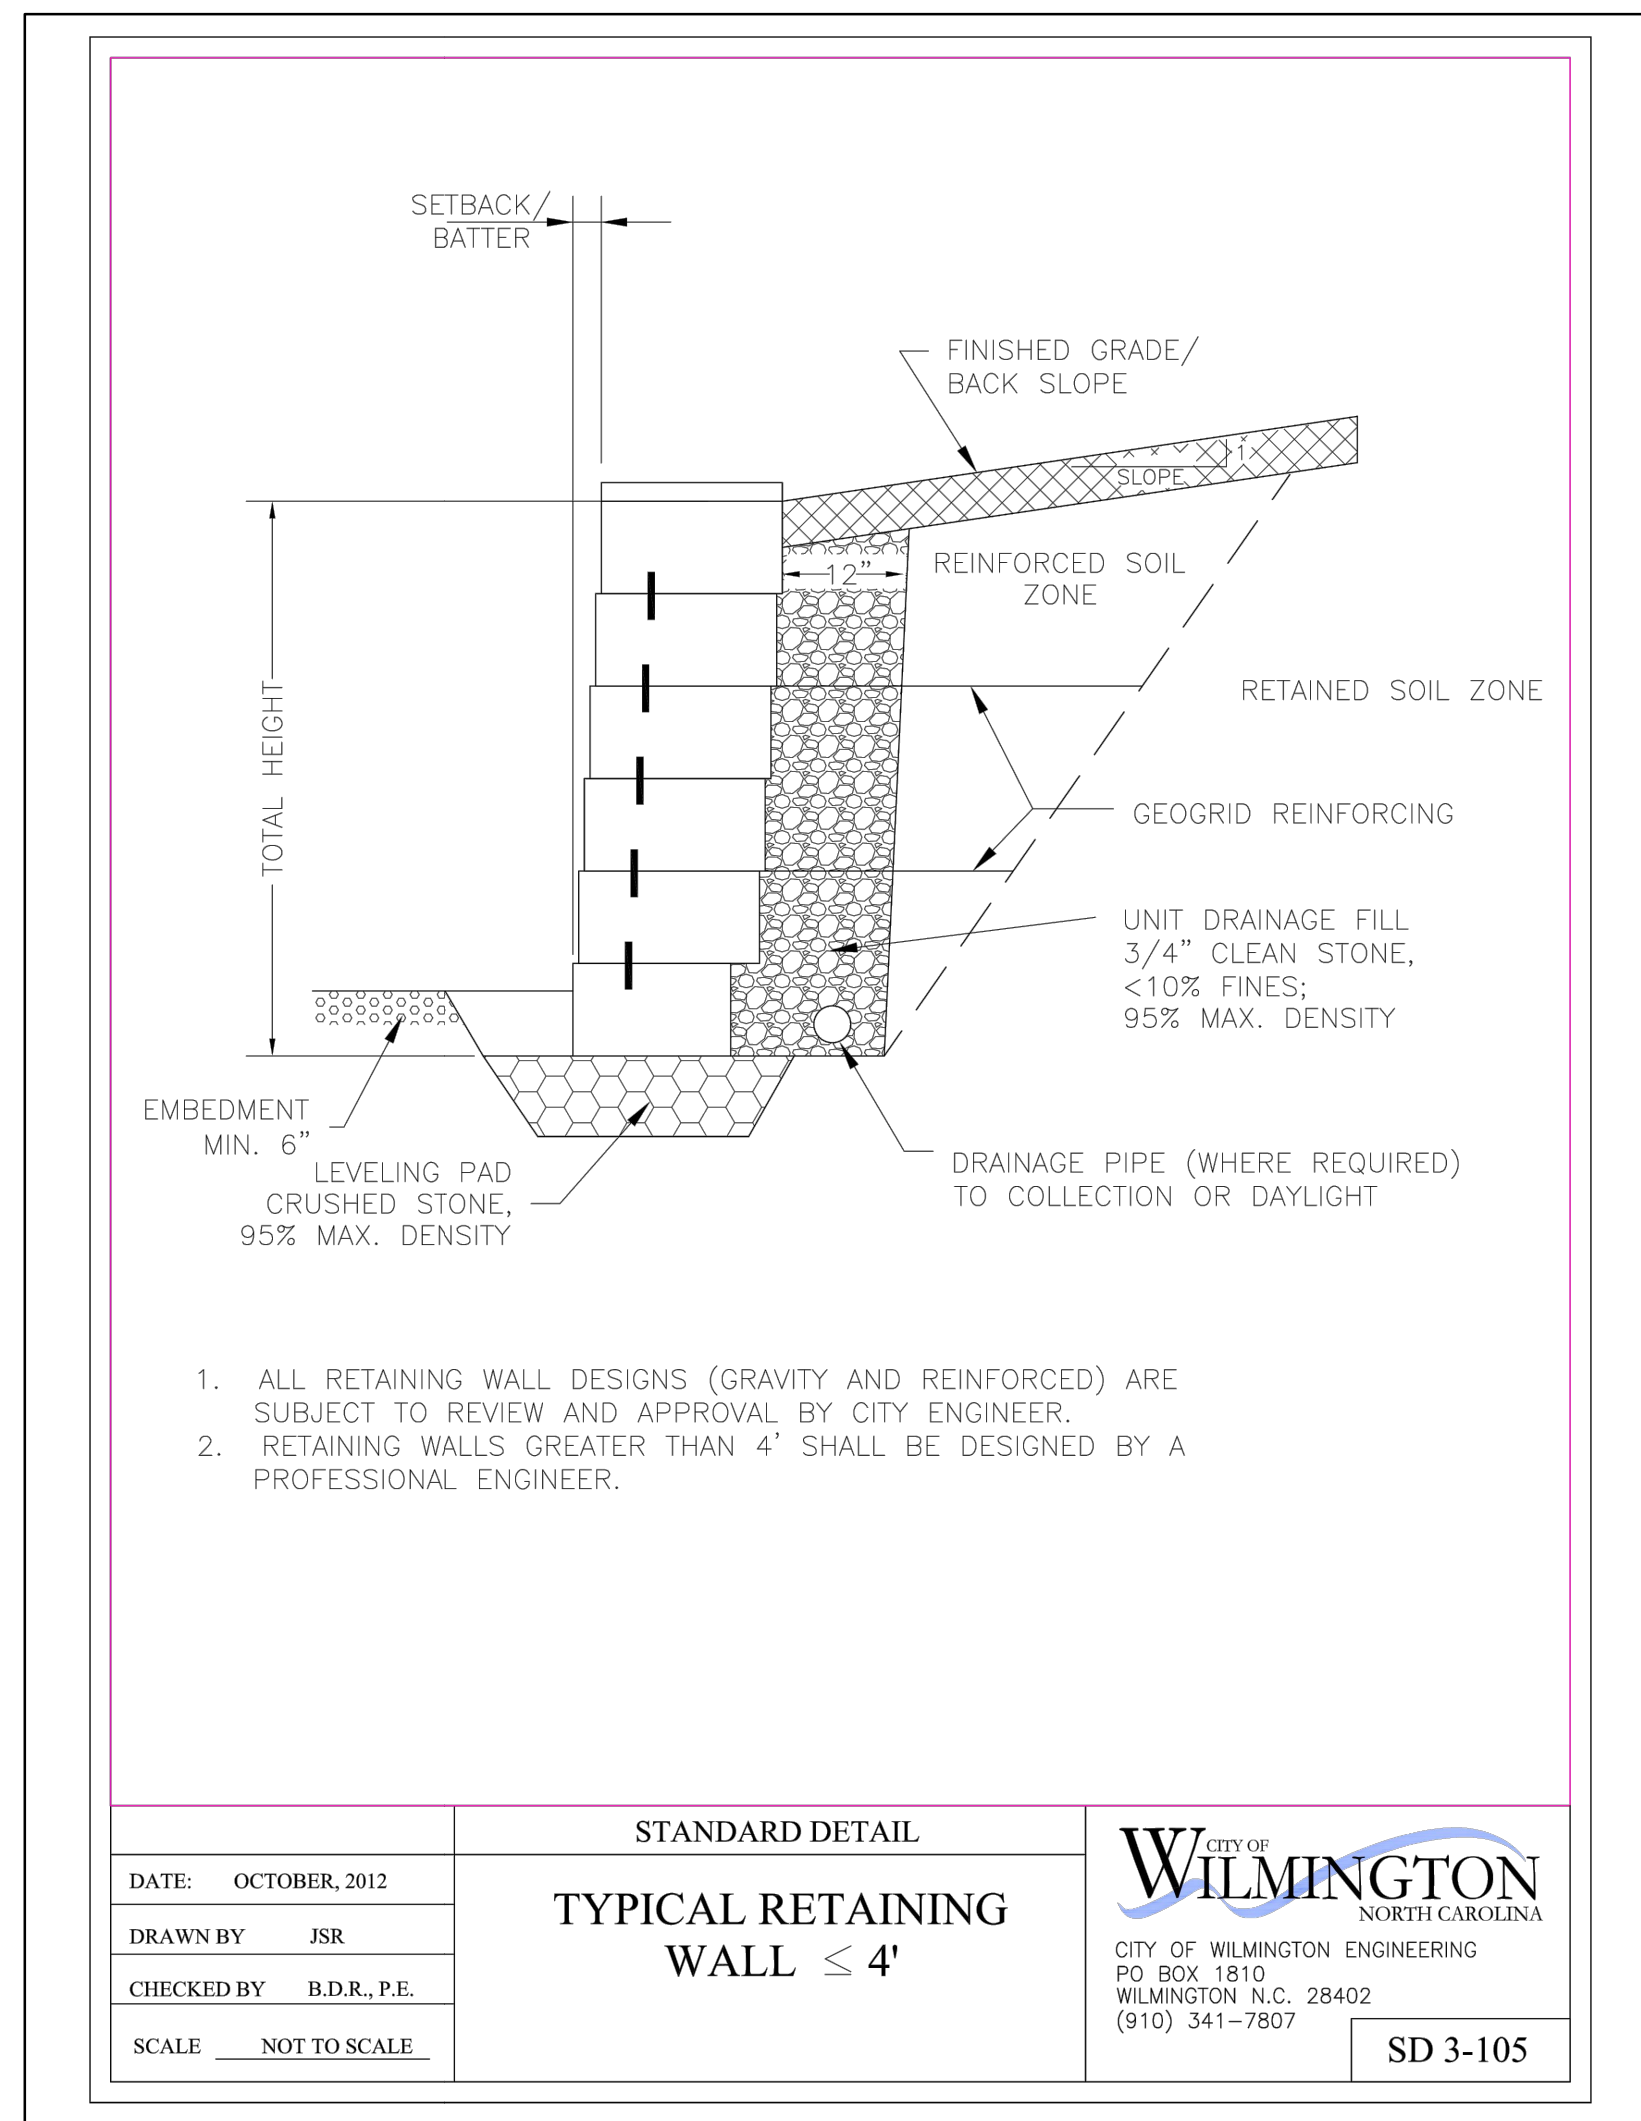 SETBACK/
BATTER
FINISHED GRADE/
BACK SLOPE
1
SLOPE
12”
REINFORCED SOIL
ZONE
RETAINED SOIL ZONE
TOTAL HEIGHT
GEOGRID REINFORCING
UNIT DRAINAGE FILL
3/4” CLEAN STONE,
<10% FINES;
95% MAX. DENSITY
EMBEDMENT
MIN. 6”
LEVELING PAD
CRUSHED STONE,
95% MAX. DENSITY
DRAINAGE PIPE (WHERE REQUIRED)
TO COLLECTION OR DAYLIGHT
1. ALL RETAINING WALL DESIGNS (GRAVITY AND REINFORCED) ARE
SUBJECT TO REVIEW AND APPROVAL BY CITY ENGINEER.
2. RETAINING WALLS GREATER THAN 4’ SHALL BE DESIGNED BY A
PROFESSIONAL ENGINEER.
DATE: OCTOBER, 2012
DRAWN BY JSR
CHECKED BY B.D.R., P.E.
SCALE NOT TO SCALE
STANDARD DETAIL
TYPICAL RETAINING
WALL ≤ 4'
CITY OF
WILMINGTON
NORTH CAROLINA
CITY OF WILMINGTON ENGINEERING
PO BOX 1810
WILMINGTON N.C. 28402
(910) 341-7807
SD 3-105